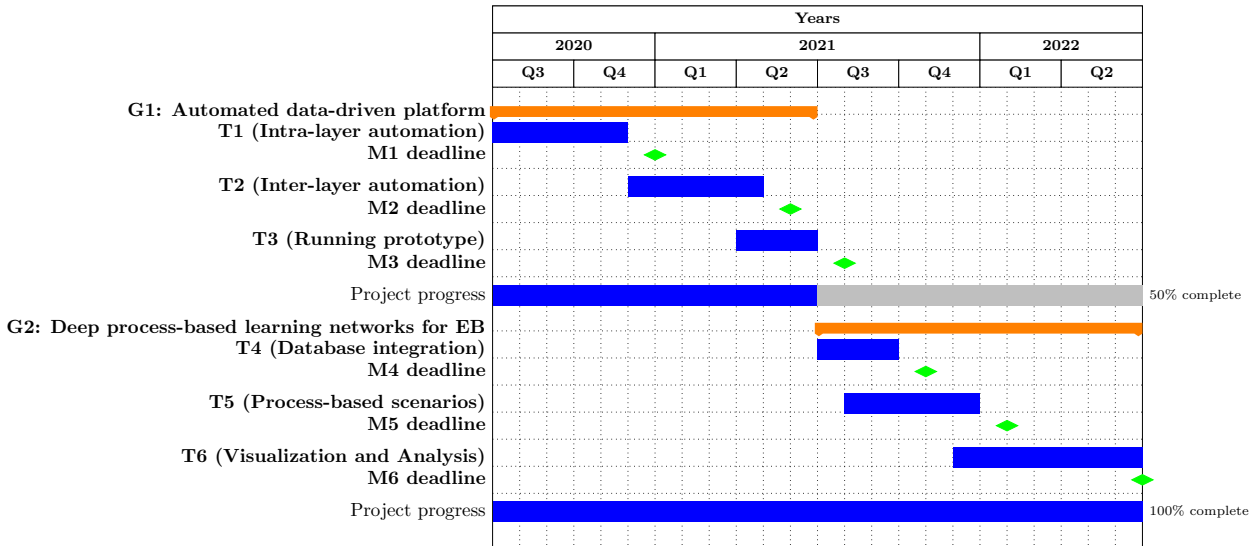 Years
2020 2021 2022
Q3 Q4 Q1 Q2 Q3 Q4 Q1 Q2
G1: Automated data-driven platform
T1 (Intra-layer automation)
M1 deadline
T2 (Inter-layer automation)
M2 deadline
T3 (Running prototype)
M3 deadline
Project progress 50% complete
G2: Deep process-based learning networks for EB
T4 (Database integration)
M4 deadline
T5 (Process-based scenarios)
M5 deadline
T6 (Visualization and Analysis)
M6 deadline
Project progress 100% complete